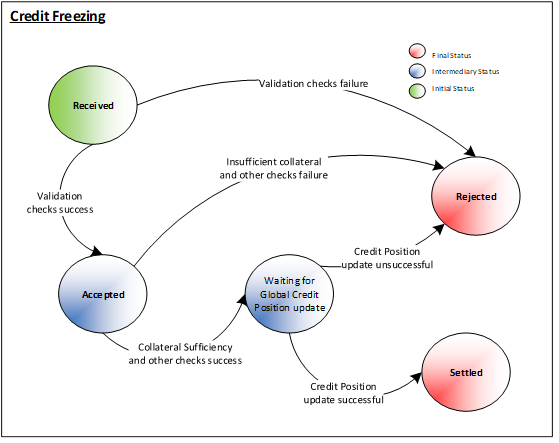 Credit Freezing
Final Status
Intermediary Status
Initial Status
Validation checks failure
Received
Insufficient collateral
and other checks failure
Validation
checks success
Rejected
Credit Position
update unsuccessful
Accepted
Waiting for
Global Credit
Position update
Collateral Sufficiency
and other checks success
Settled
Credit Position
update successful